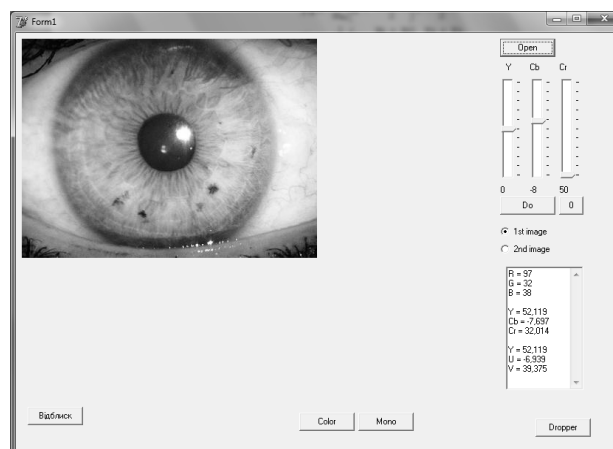 Form1
Open
Y Cb Cr
0 -8 50
Do 0
1st image
2nd image
R = 97
G = 32
B = 38
Y = 52,119
Cb = -7,697
Cr = 32,014
Y = 52,119
U = -6,939
V = 39,375
Відблиск
Color Mono
Dropper